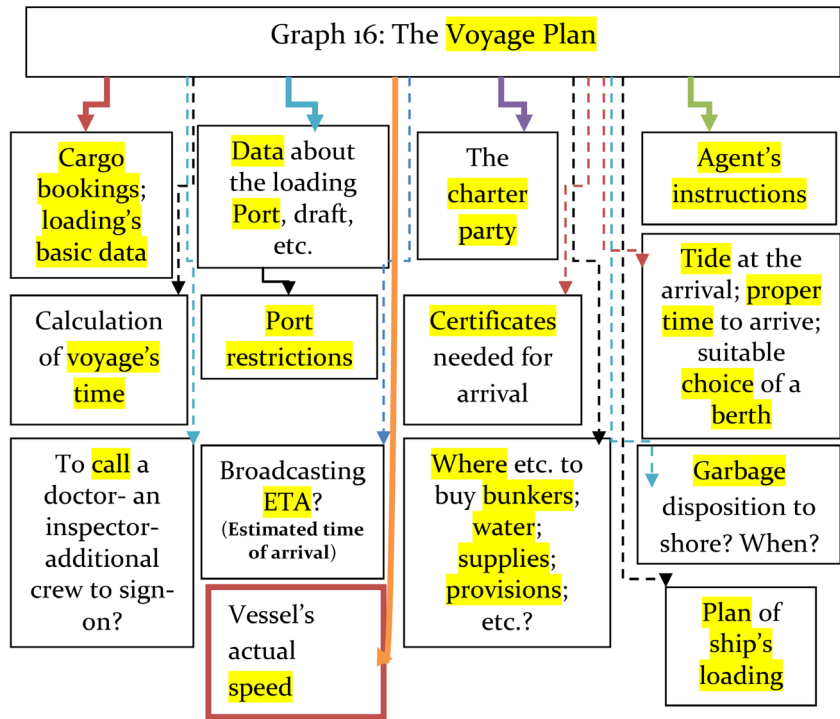 Graph 16: The Voyage Plan
Cargo
bookings;
loading's
basic data
Data about
the loading
Port, draft,
etc.
The
charter
party
Agent's
instructions
Calculation
of voyage's
time
Port
restrictions
Certificates
needed for
arrival
Tide at the
arrival; proper
time to arrive;
suitable
choice of a
berth
To call a
doctor- an
inspector-
additional
crew to sign-
on?
Broadcasting
ETA?
(Estimated time
of arrival)
Where etc. to
buy bunkers;
water;
supplies;
provisions;
etc.?
Garbage
disposition to
shore? When?
Vessel's
actual
speed
Plan of
ship's
loading